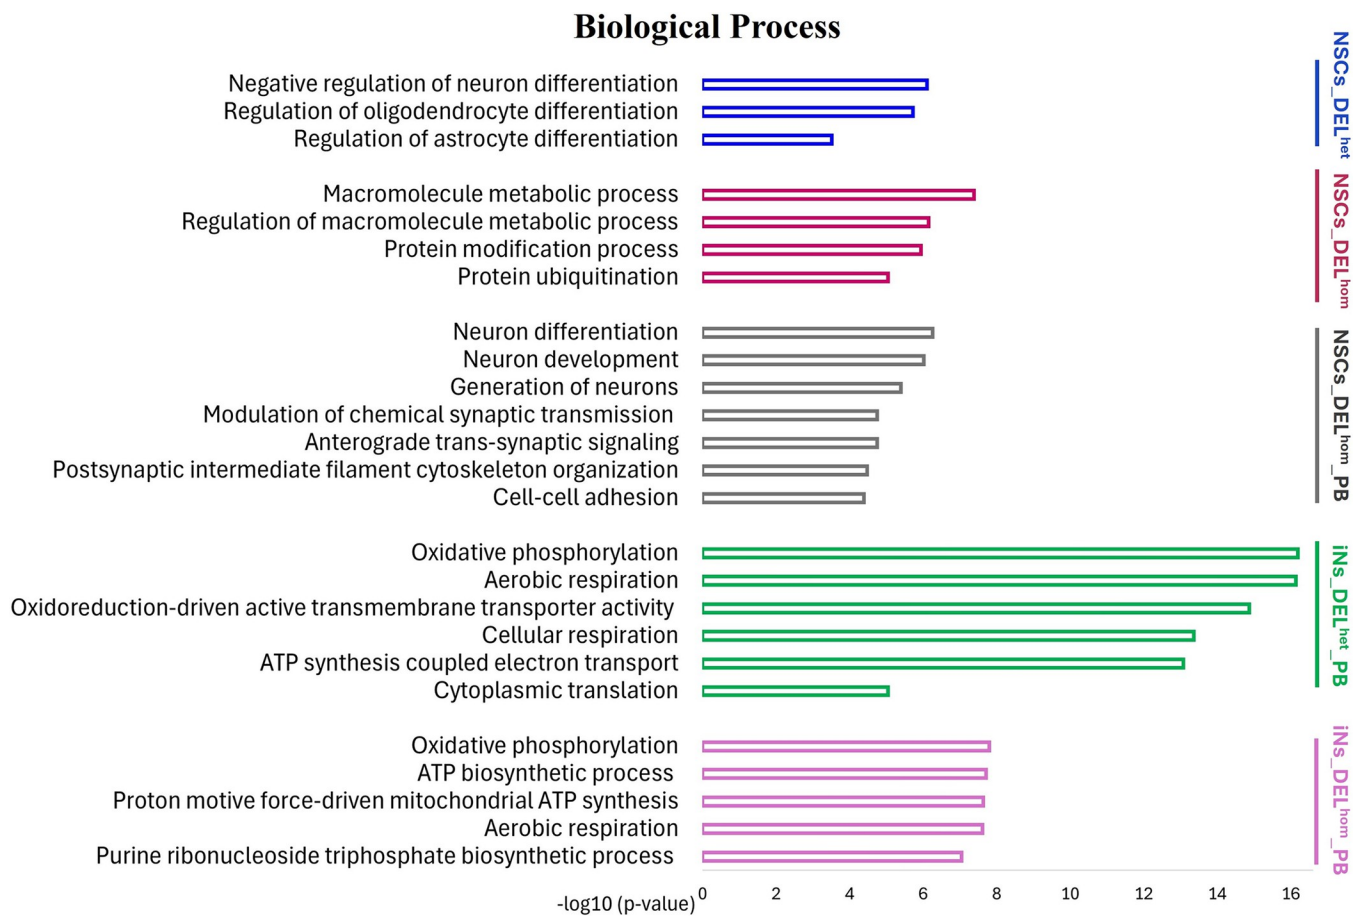 Biological Process
Negative regulation of neuron differentiation
Regulation of oligodendrocyte differentiation
Regulation of astrocyte differentiation
NSCs_DELhet
Macromolecule metabolic process
Regulation of macromolecule metabolic process
Protein modification process
Protein ubiquitination
NSCs_DELhom
Neuron differentiation
Neuron development
Generation of neurons
Modulation of chemical synaptic transmission
Anterograde trans-synaptic signaling
Postsynaptic intermediate filament cytoskeleton organization
Cell-cell adhesion
NSCs_DELhom_PB
Oxidative phosphorylation
Aerobic respiration
Oxidoreduction-driven active transmembrane transporter activity
Cellular respiration
ATP synthesis coupled electron transport
Cytoplasmic translation
iNs_DELhet_PB
Oxidative phosphorylation
ATP biosynthetic process
Proton motive force-driven mitochondrial ATP synthesis
Aerobic respiration
Purine ribonucleoside triphosphate biosynthetic process
iNs_DELhom_PB
-log10 (p-value)
0 2 4 6 8 10 12 14 16